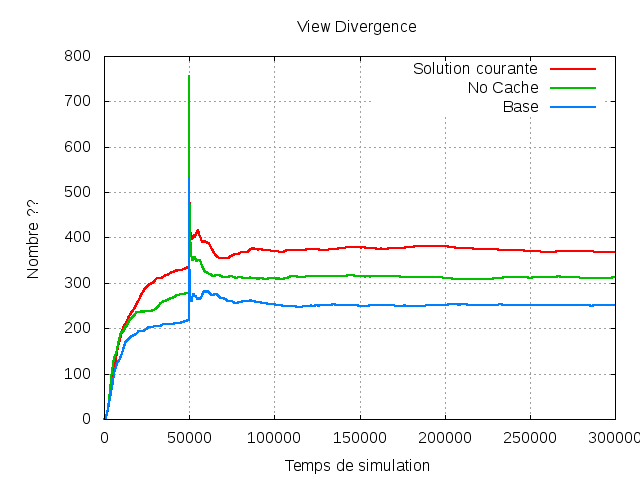 View Divergence
800
700
600
500
400
300
200
100
0
Nombre ??
Solution courante
No Cache
Base
0 50000 100000 150000 200000 250000 300000
Temps de simulation